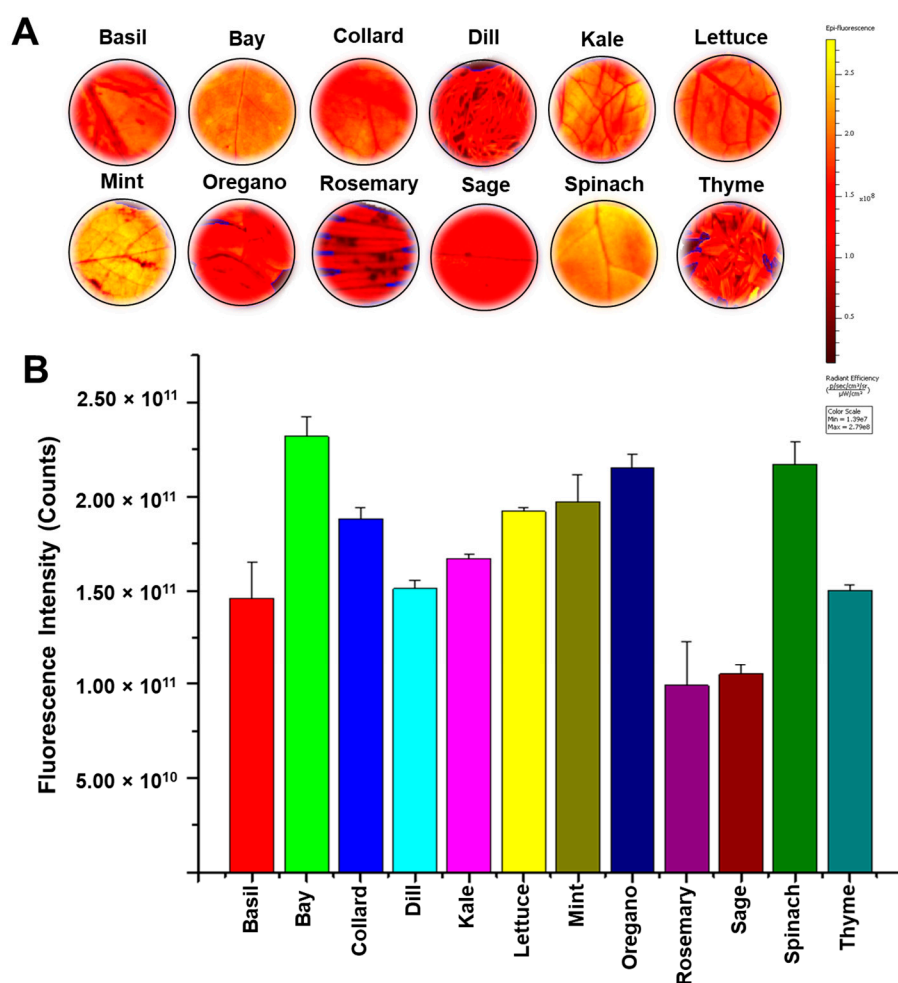 A
Basil Bay Collard Dill Kale Lettuce
Mint Oregano Rosemary Sage Spinach Thyme
Epi-fluorescence
2.5
2.0
1.5
x10⁸
1.0
0.5
Radiant Efficiency
(p/sec/cm²/sr / µW/cm²)
Color Scale
Min = 1.39e7
Max = 2.79e8
B
Fluorescence Intensity (Counts)
2.50 × 10¹¹
2.00 × 10¹¹
1.50 × 10¹¹
1.00 × 10¹¹
5.00 × 10¹⁰
Basil
Bay
Collard
Dill
Kale
Lettuce
Mint
Oregano
Rosemary
Sage
Spinach
Thyme